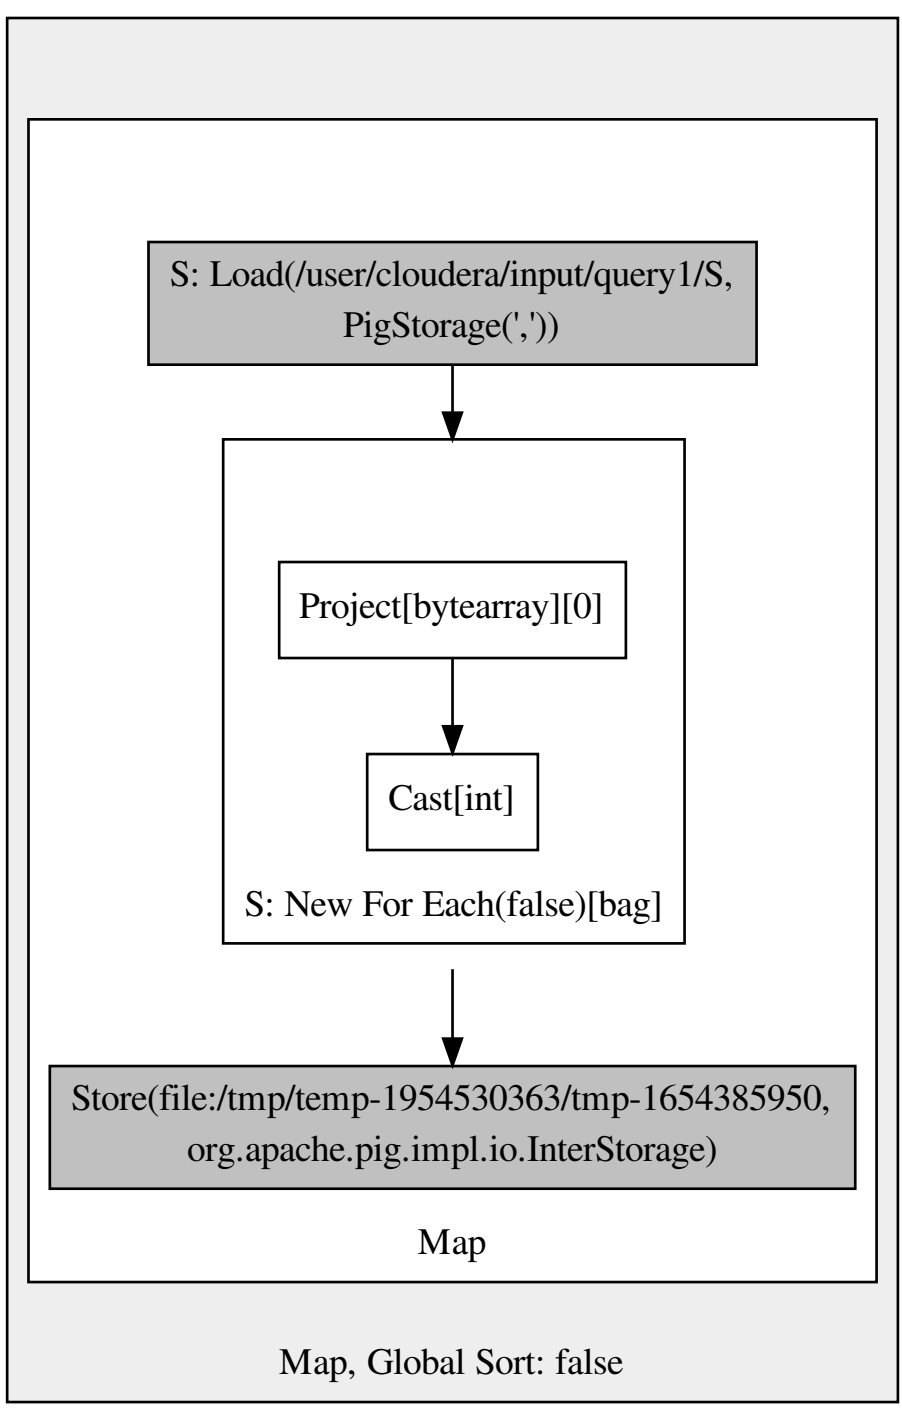 S: Load(/user/cloudera/input/query1/S,
PigStorage(','))
Project[bytearray][0]
Cast[int]
S: New For Each(false)[bag]
Store(file:/tmp/temp-1954530363/tmp-1654385950,
org.apache.pig.impl.io.InterStorage)
Map
Map, Global Sort: false